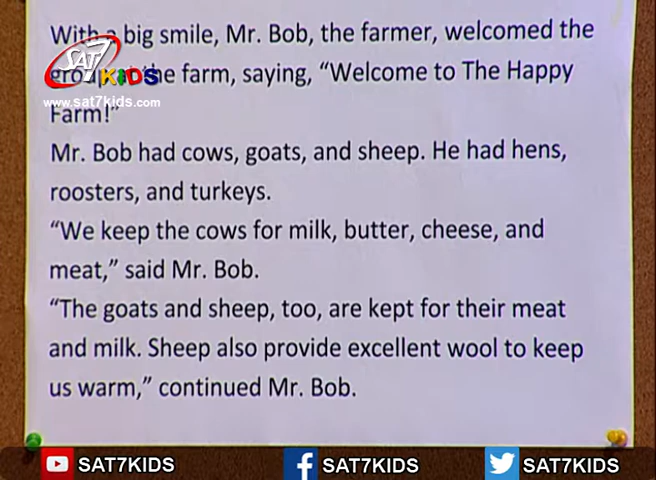 With a big smile, Mr. Bob, the farmer, welcomed the
the farm, saying, “Welcome to The Happy
Farm!”
Mr. Bob had cows, goats, and sheep. He had hens,
roosters, and turkeys.
“We keep the cows for milk, butter, cheese, and
meat,” said Mr. Bob.
“The goats and sheep, too, are kept for their meat
and milk. Sheep also provide excellent wool to keep
us warm,” continued Mr. Bob.
SAT7
KIDS
www.sat7kids.com
SAT7KIDS
SAT7KIDS
SAT7KIDS